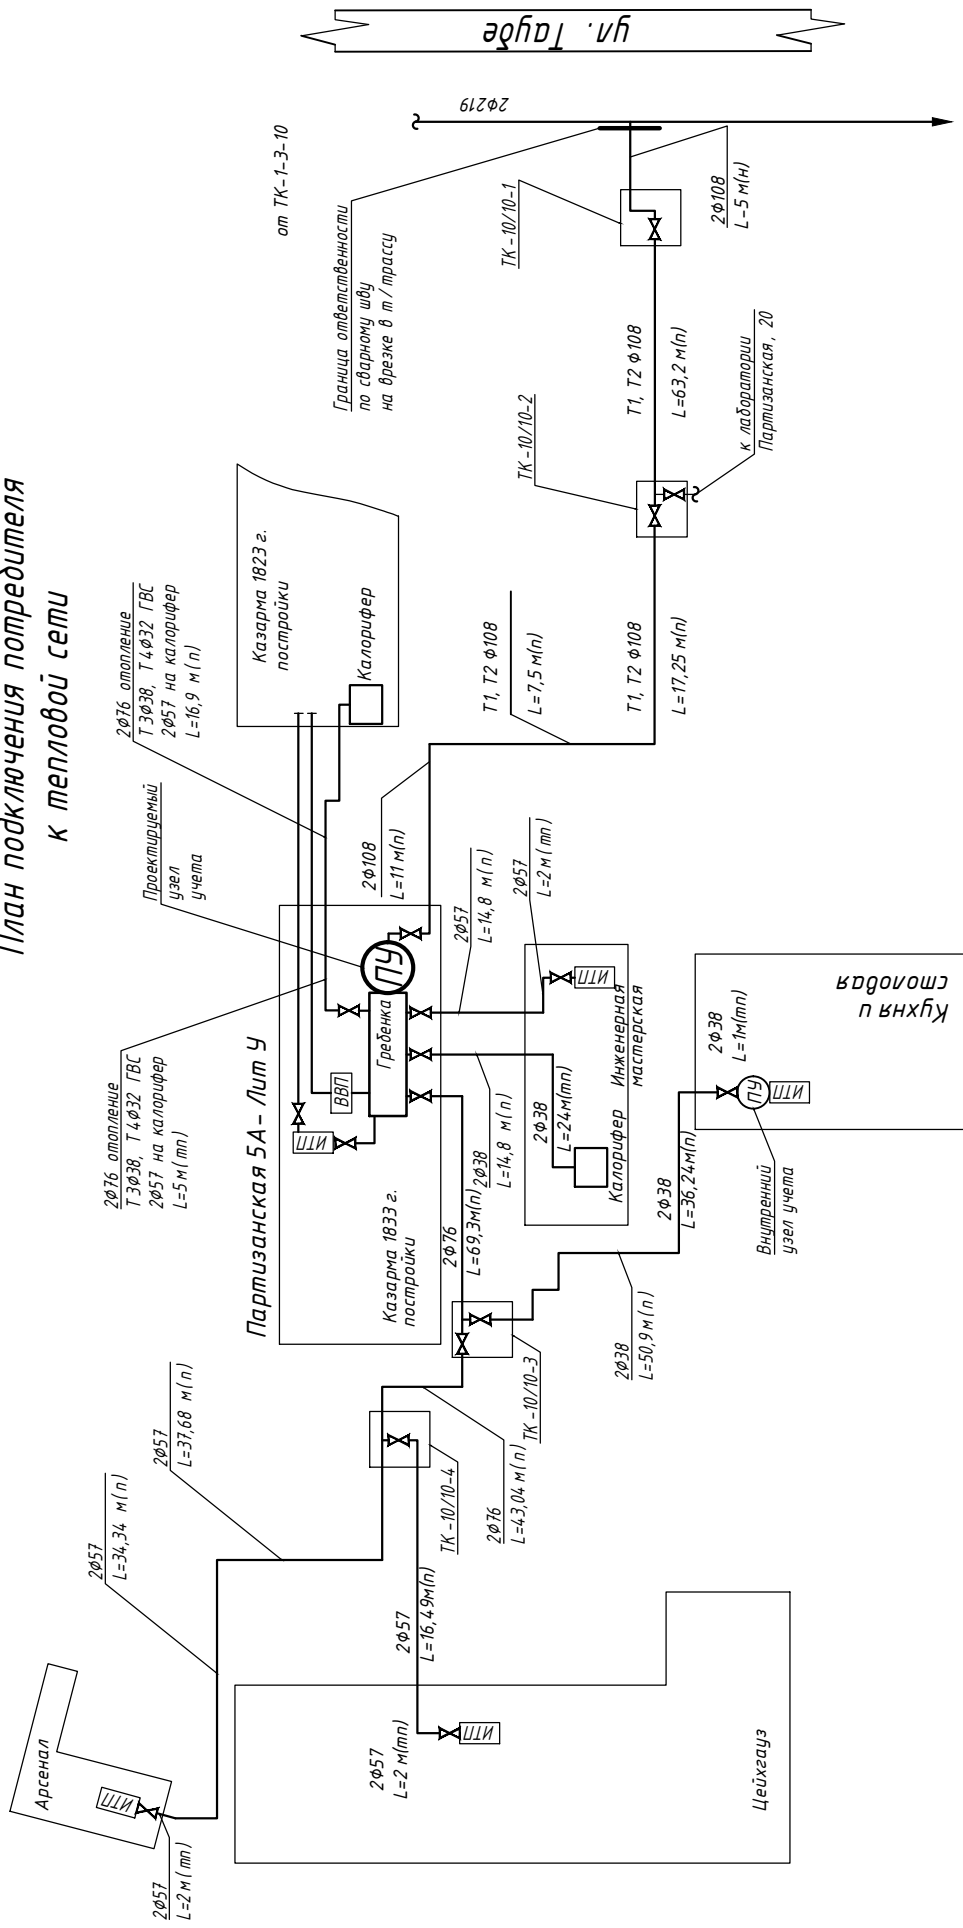 План подключения потребителя
к тепловой сети
ул. Таубе
2Ф219
от ТК-1-3-10
Граница ответственности
по сварному шву
на врезке в т/трассу
ТК-10/10-1
2Ф108
L-5 м(н)
Т1, Т2 Ф108
L=63,2 м(п)
ТК-10/10-2
к лаборатории
Партизанская, 20
Т1, Т2 Ф108
L=17,25 м(п)
Т1, Т2 Ф108
L=7,5 м(п)
2Ф108
L=11 м(п)
Казарма 1823 г.
постройки
Калорифер
2Ф76 отопление
Т3Ф38, Т4Ф32 ГВС
2Ф57 на калорифер
L=16,9 м(п)
Проектируемый
узел
учета
2Ф76 отопление
Т3Ф38, Т4Ф32 ГВС
2Ф57 на калорифер
L=5 м(тп)
Партизанская 5А- Лит У
ПУ
Гребенка
ВВП
ИТП
Казарма 1833 г.
постройки
2Ф57
L=14,8 м(п)
2Ф57
L=2 м(тп)
ИТП
Инженерная
мастерская
Калорифер
2Ф38
L=24м(тп)
2Ф38
L=14,8 м(п)
2Ф76
L=69,3м(п)
Кухня и
столовая
2Ф38
L=1м(тп)
ПУ
ИТП
Внутренний
узел учета
2Ф38
L=36,24м(п)
2Ф38
L=50,9м(п)
ТК-10/10-3
2Ф76
L=43,04 м(п)
ТК-10/10-4
2Ф57
L=37,68 м(п)
2Ф57
L=34,34 м(п)
2Ф57
L=16,49м(п)
2Ф57
L=2 м(тп)
ИТП
Цейхгауз
Арсенал
ИТП
2Ф57
L=2м(тп)